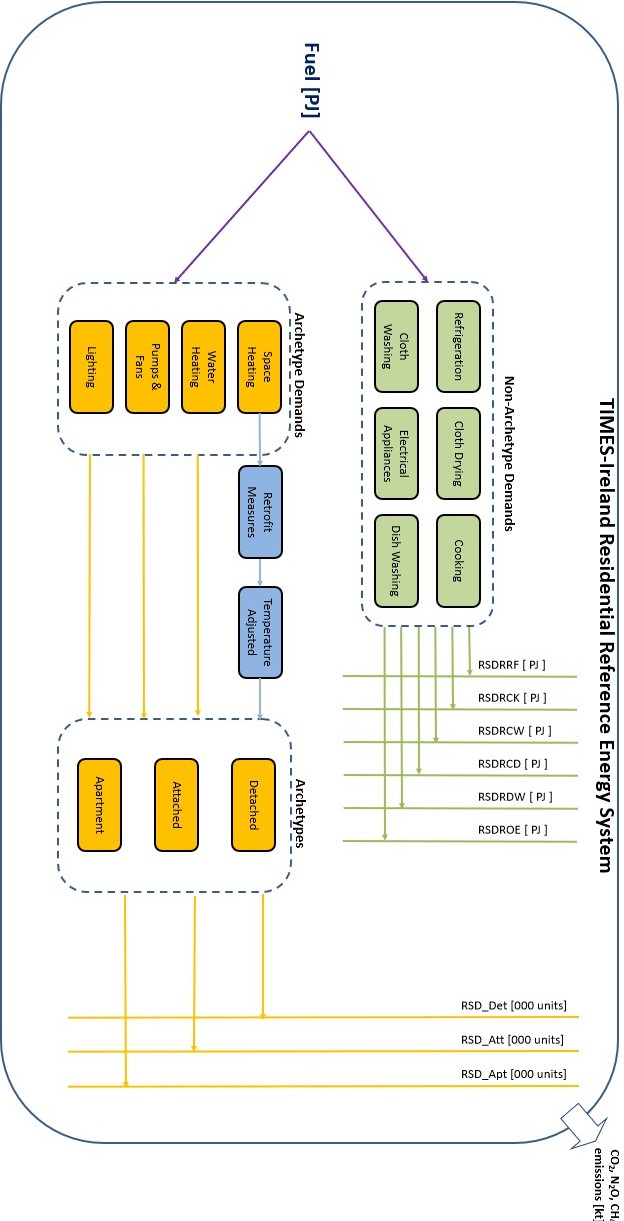 TIMES-Ireland Residential Reference Energy System
Fuel [PJ]
Non-Archetype Demands
Refrigeration
Cloth Drying
Cooking
Cloth
Washing
Electrical
Appliances
Dish Washing
RSDRRF [ PJ ]
RSDRCK [ PJ ]
RSDRCW [ PJ ]
RSDRCD [ PJ ]
RSDRDW [ PJ ]
RSDROE [ PJ ]
Archetype Demands
Space
Heating
Water
Heating
Pumps &
Fans
Lighting
Retrofit
Measures
Temperature
Adjusted
Archetypes
Detached
Attached
Apartment
RSD_Det [000 units]
RSD_Att [000 units]
RSD_Apt [000 units]
CO₂, N₂O, CH₄
emissions [kt]